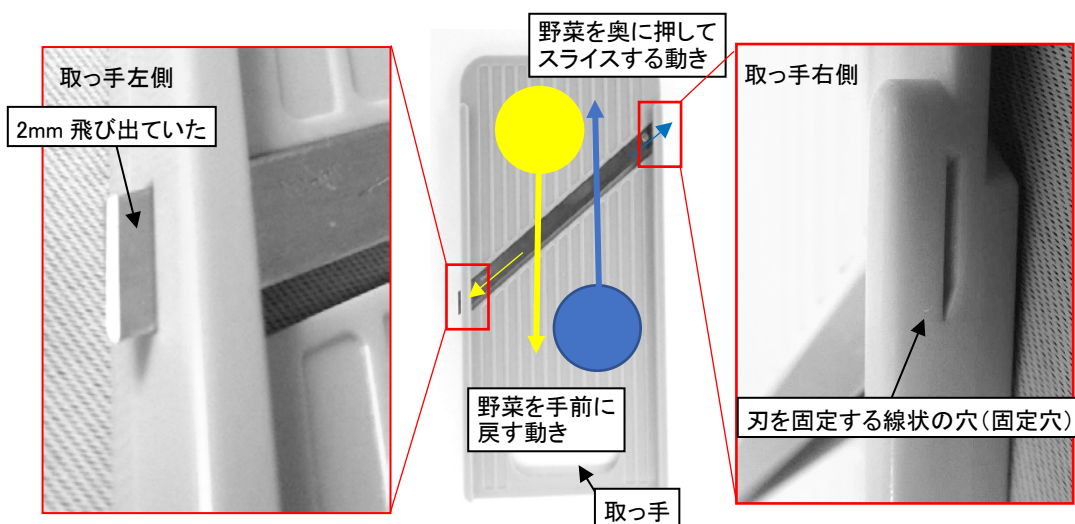 取っ手左側
2mm 飛び出ていた
野菜を奥に押して
スライスする動き
取っ手右側
野菜を手前に
戻す動き
刃を固定する線状の穴(固定穴)
取っ手